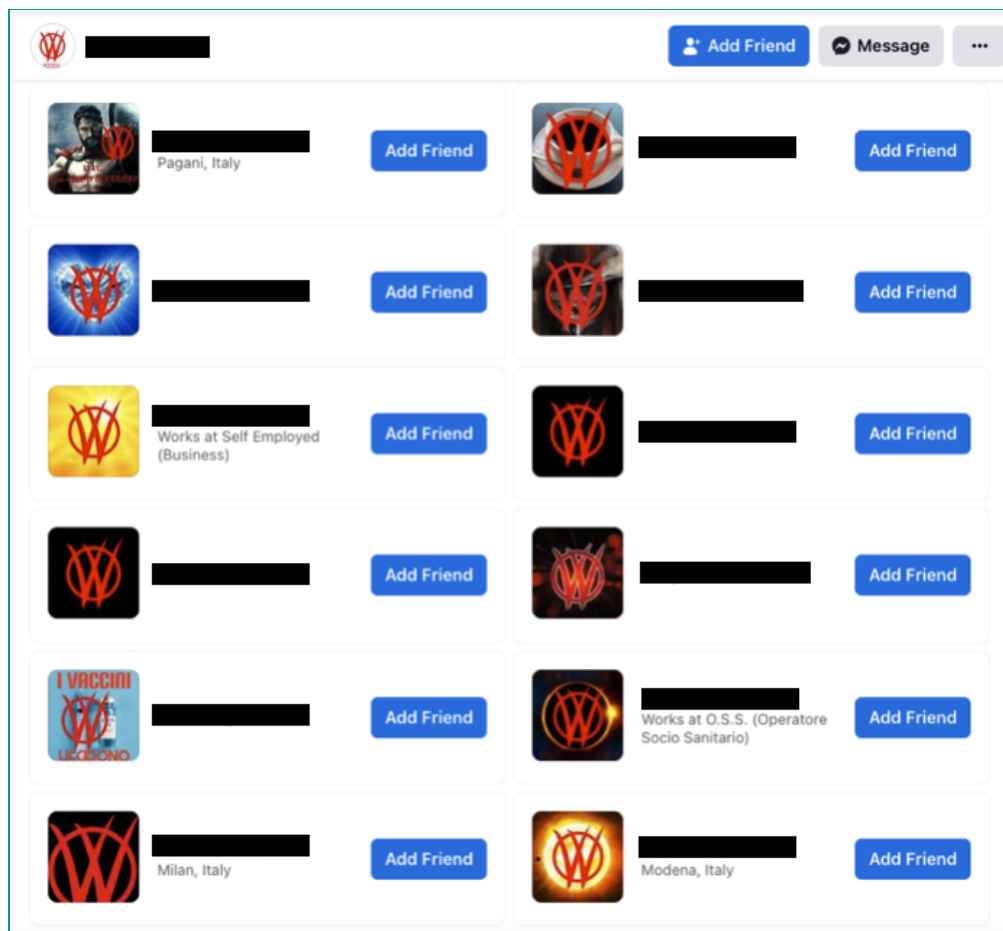 Add Friend
Message
Pagani, Italy
Add Friend
Add Friend
Add Friend
Add Friend
Works at Self Employed
(Business)
Add Friend
Add Friend
Add Friend
Add Friend
I VACCINI
UCCIDONO
Add Friend
Works at O.S.S. (Operatore
Socio Sanitario)
Add Friend
Milan, Italy
Add Friend
Modena, Italy
Add Friend